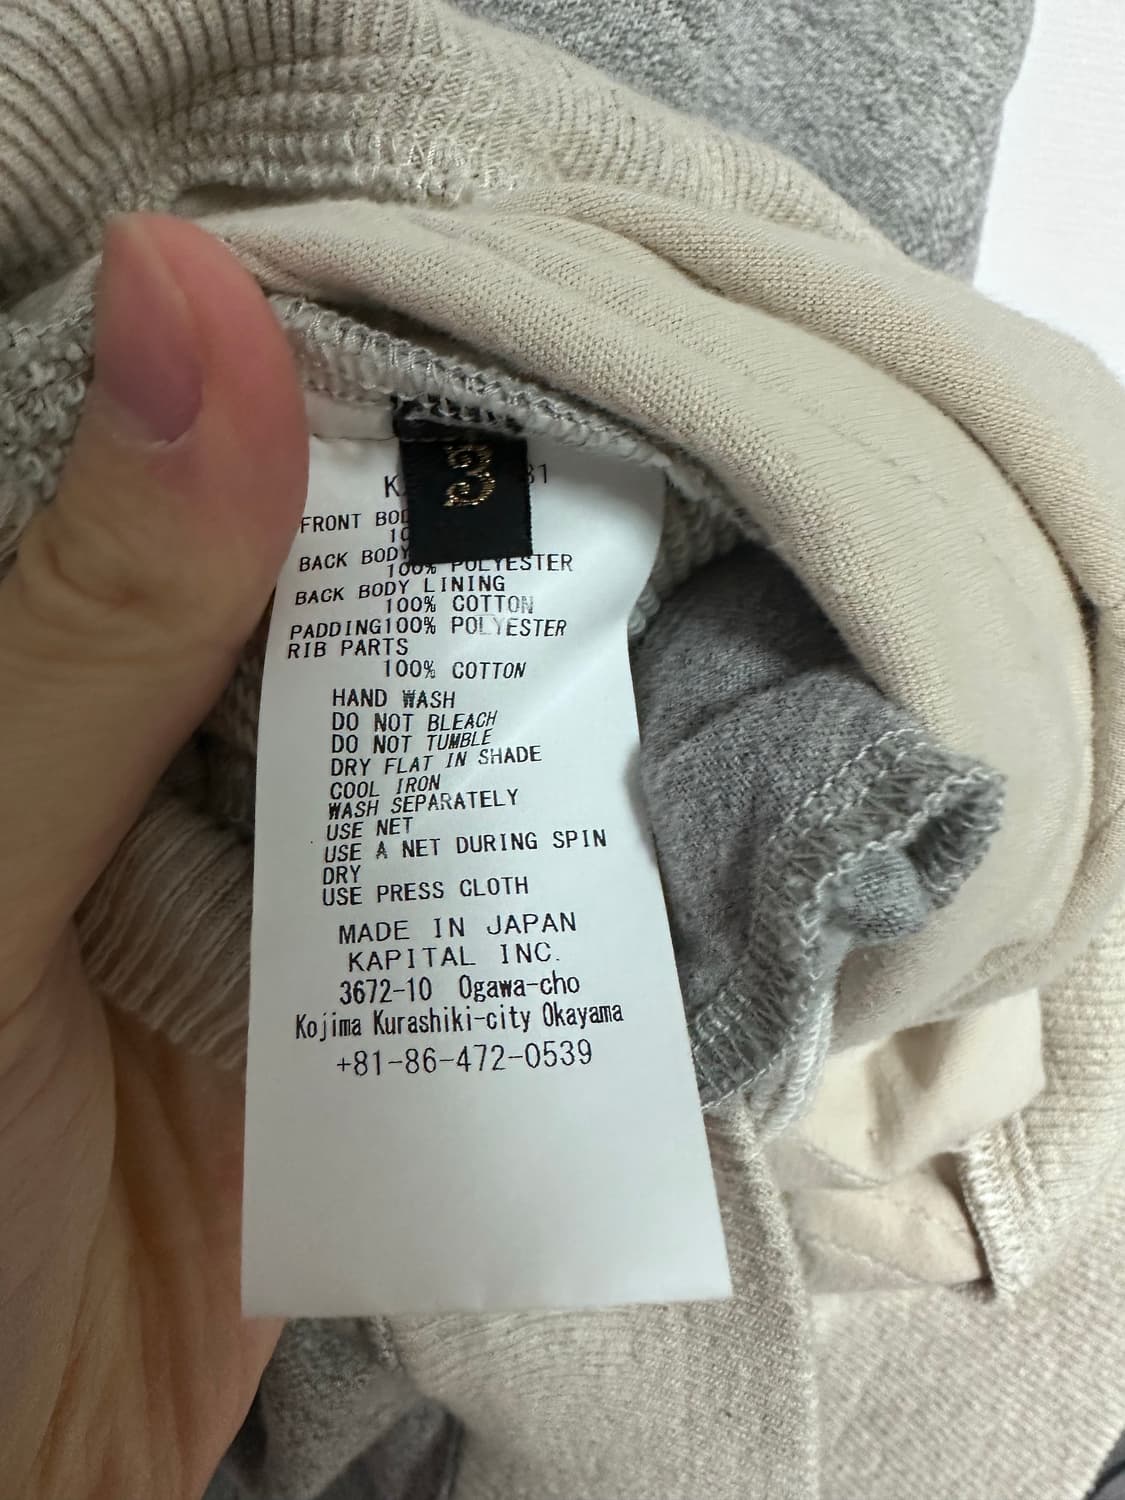 3
FRONT
BACK BODY
100% POLYESTER
BACK BODY LINING
100% COTTON
PADDING100% POLYESTER
RIB PARTS
100% COTTON
HAND WASH
DO NOT BLEACH
DO NOT TUMBLE
DRY FLAT IN SHADE
COOL IRON
WASH SEPARATELY
USE NET
USE A NET DURING SPIN
DRY
USE PRESS CLOTH
MADE IN JAPAN
KAPITAL INC.
3672-10 Ogawa-cho
Kojima Kurashiki-city Okayama
+81-86-472-0539